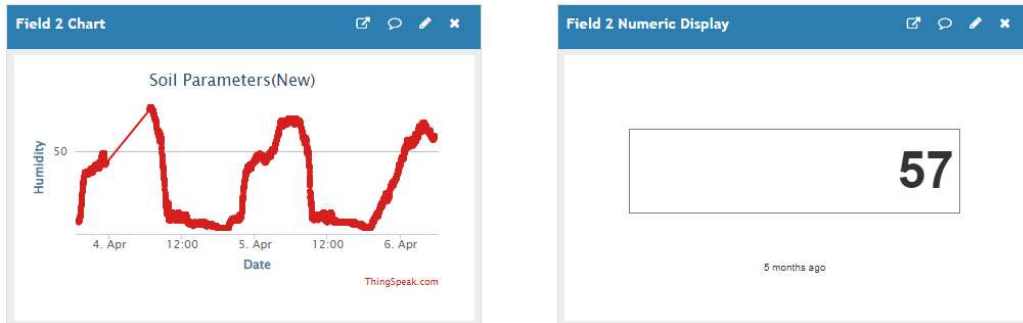 Field 2 Chart
Soil Parameters(New)
Humidity
50
4. Apr 12:00 5. Apr 12:00 6. Apr
Date
ThingSpeak.com
Field 2 Numeric Display
57
5 months ago